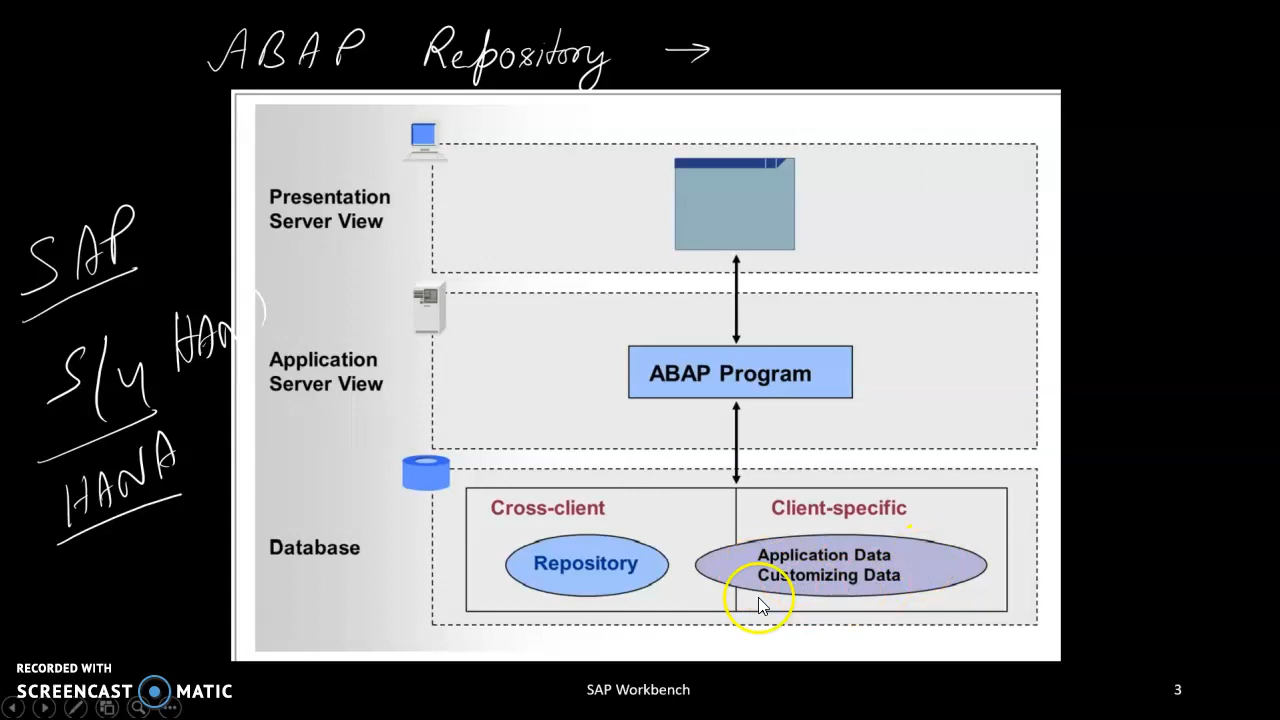 ABAP Repository →
Presentation
Server View
SAP
S/4 HANA
HANA
Application
Server View
ABAP Program
Cross-client
Client-specific
Database
Repository
Application Data
Customizing Data
RECORDED WITH
SCREENCAST MATIC
SAP Workbench
3